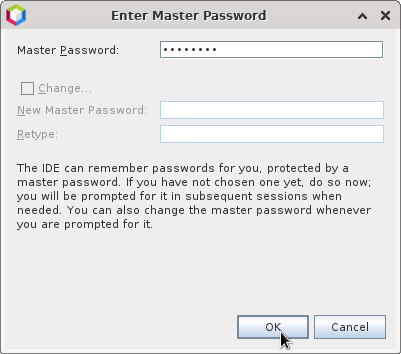 Enter Master Password
Master Password: ••••••••
Change...
New Master Password:
Retype:
The IDE can remember passwords for you, protected by a
master password. If you have not chosen one yet, do so now;
you will be prompted for it in subsequent sessions when
needed. You can also change the master password whenever
you are prompted for it.
OK Cancel